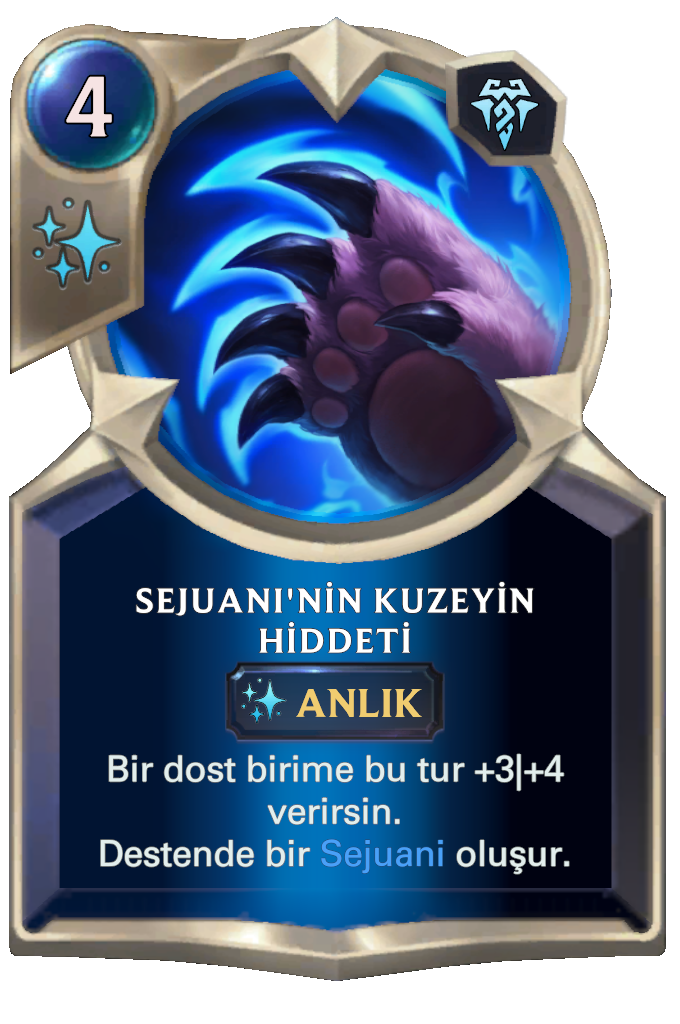 4
SEJUANI'NİN KUZEYİN
HİDDETİ
ANLIK
Bir dost birime bu tur +3|+4
verirsin.
Destende bir Sejuani oluşur.